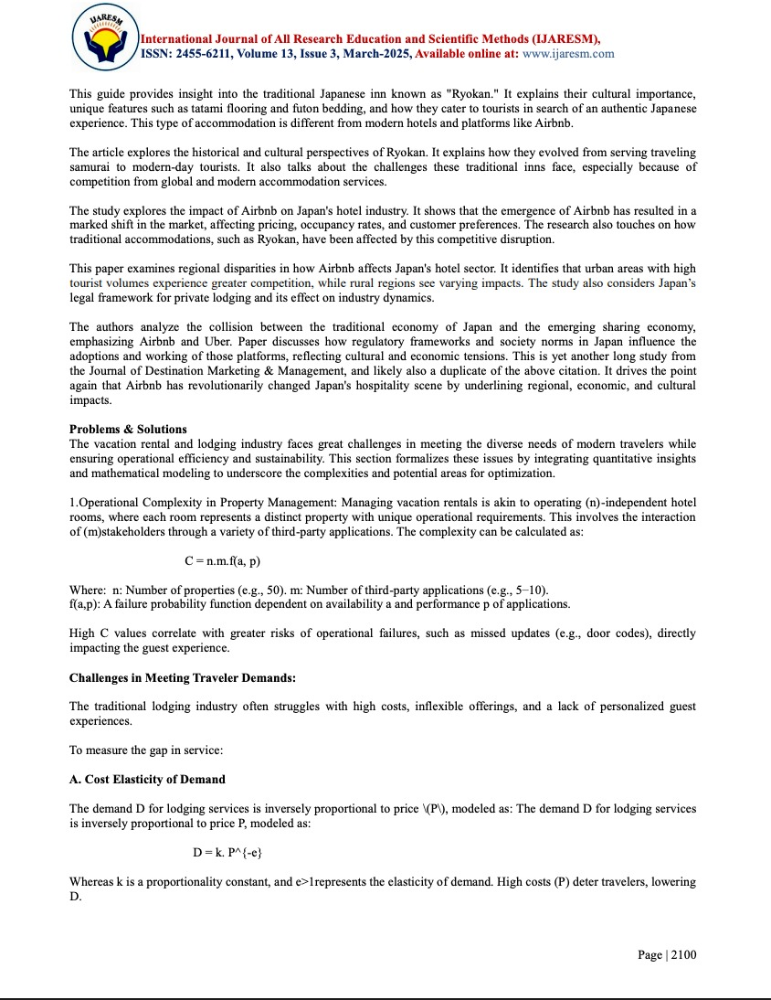 IJARESM
International Journal of All Research Education and Scientific Methods (IJARESM),
ISSN: 2455-6211, Volume 13, Issue 3, March-2025, Available online at: www.ijaresm.com
This guide provides insight into the traditional Japanese inn known as "Ryokan." It explains their cultural importance,
unique features such as tatami flooring and futon bedding, and how they cater to tourists in search of an authentic Japanese
experience. This type of accommodation is different from modern hotels and platforms like Airbnb.
The article explores the historical and cultural perspectives of Ryokan. It explains how they evolved from serving traveling
samurai to modern-day tourists. It also talks about the challenges these traditional inns face, especially because of
competition from global and modern accommodation services.
The study explores the impact of Airbnb on Japan's hotel industry. It shows that the emergence of Airbnb has resulted in a
marked shift in the market, affecting pricing, occupancy rates, and customer preferences. The research also touches on how
traditional accommodations, such as Ryokan, have been affected by this competitive disruption.
This paper examines regional disparities in how Airbnb affects Japan's hotel sector. It identifies that urban areas with high
tourist volumes experience greater competition, while rural regions see varying impacts. The study also considers Japan’s
legal framework for private lodging and its effect on industry dynamics.
The authors analyze the collision between the traditional economy of Japan and the emerging sharing economy,
emphasizing Airbnb and Uber. Paper discusses how regulatory frameworks and society norms in Japan influence the
adoptions and working of those platforms, reflecting cultural and economic tensions. This is yet another long study from
the Journal of Destination Marketing & Management, and likely also a duplicate of the above citation. It drives the point
again that Airbnb has revolutionarily changed Japan's hospitality scene by underlining regional, economic, and cultural
impacts.
Problems & Solutions
The vacation rental and lodging industry faces great challenges in meeting the diverse needs of modern travelers while
ensuring operational efficiency and sustainability. This section formalizes these issues by integrating quantitative insights
and mathematical modeling to underscore the complexities and potential areas for optimization.
1.Operational Complexity in Property Management: Managing vacation rentals is akin to operating (n)-independent hotel
rooms, where each room represents a distinct property with unique operational requirements. This involves the interaction
of (m)stakeholders through a variety of third-party applications. The complexity can be calculated as:
C = n.m.f(a, p)
Where: n: Number of properties (e.g., 50). m: Number of third-party applications (e.g., 5−10).
f(a,p): A failure probability function dependent on availability a and performance p of applications.
High C values correlate with greater risks of operational failures, such as missed updates (e.g., door codes), directly
impacting the guest experience.
Challenges in Meeting Traveler Demands:
The traditional lodging industry often struggles with high costs, inflexible offerings, and a lack of personalized guest
experiences.
To measure the gap in service:
A. Cost Elasticity of Demand
The demand D for lodging services is inversely proportional to price \(P\), modeled as: The demand D for lodging services
is inversely proportional to price P, modeled as:
D = k. P^{-e}
Whereas k is a proportionality constant, and e>1represents the elasticity of demand. High costs (P) deter travelers, lowering
D.
Page | 2100